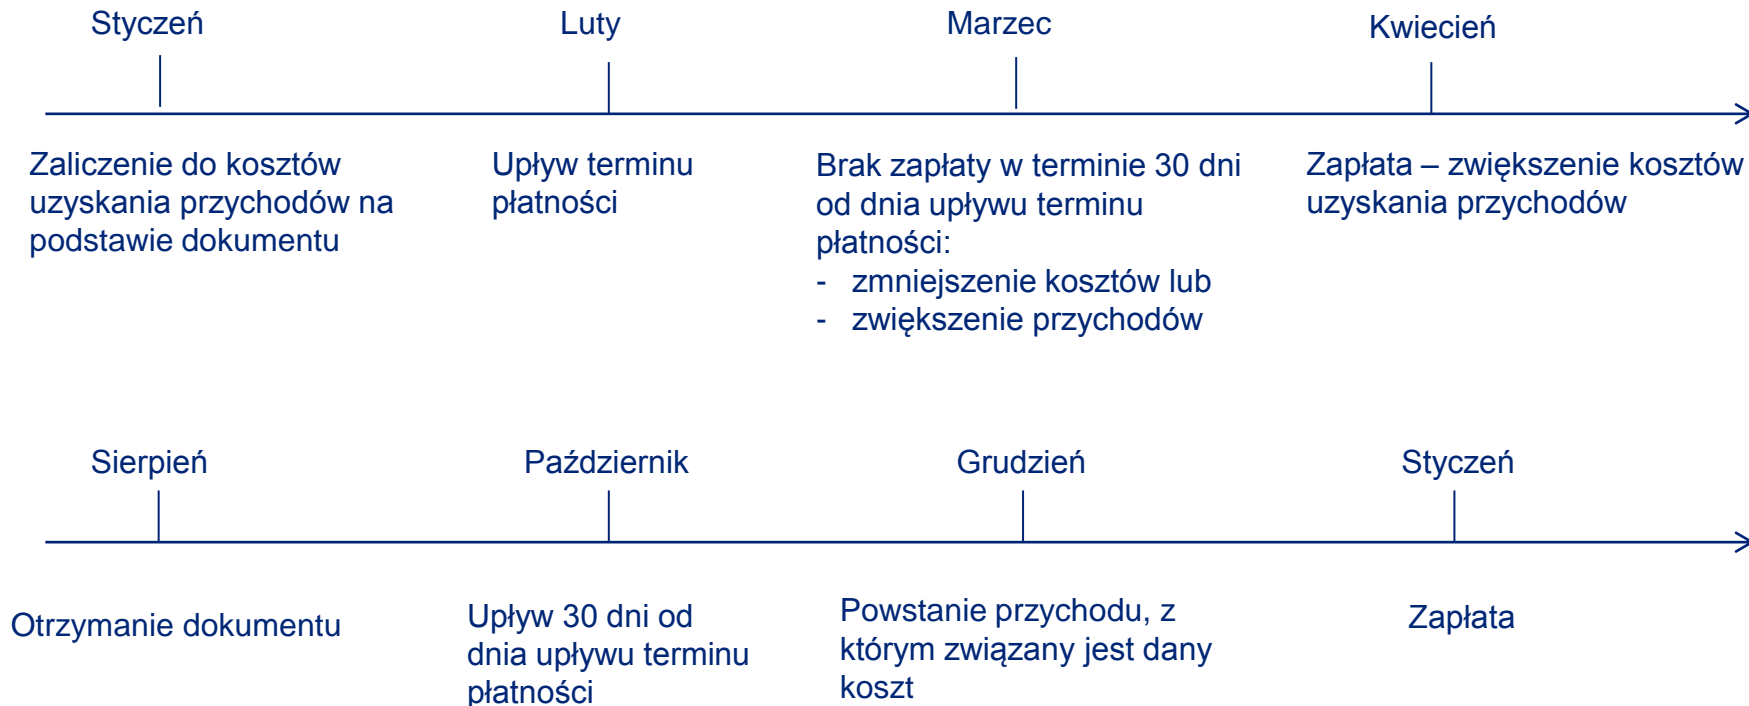 Styczeń
Luty
Marzec
Kwiecień
Zaliczenie do kosztów
uzyskania przychodów na
podstawie dokumentu
Upływ terminu
płatności
Brak zapłaty w terminie 30 dni
od dnia upływu terminu
płatności:
- zmniejszenie kosztów lub
- zwiększenie przychodów
Zapłata – zwiększenie kosztów
uzyskania przychodów
Sierpień
Październik
Grudzień
Styczeń
Otrzymanie dokumentu
Upływ 30 dni od
dnia upływu terminu
płatności
Powstanie przychodu, z
którym związany jest dany
koszt
Zapłata